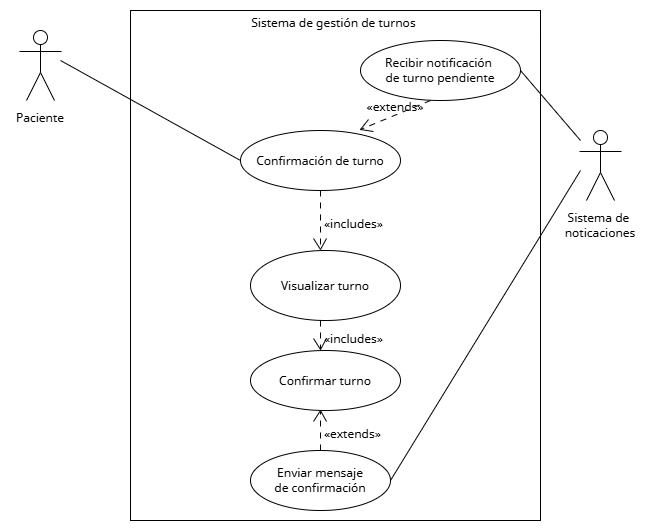 Sistema de gestión de turnos
Recibir notificación
de turno pendiente
«extends»
Paciente
Confirmación de turno
Sistema de
noticaciones
«includes»
Visualizar turno
«includes»
Confirmar turno
«extends»
Enviar mensaje
de confirmación